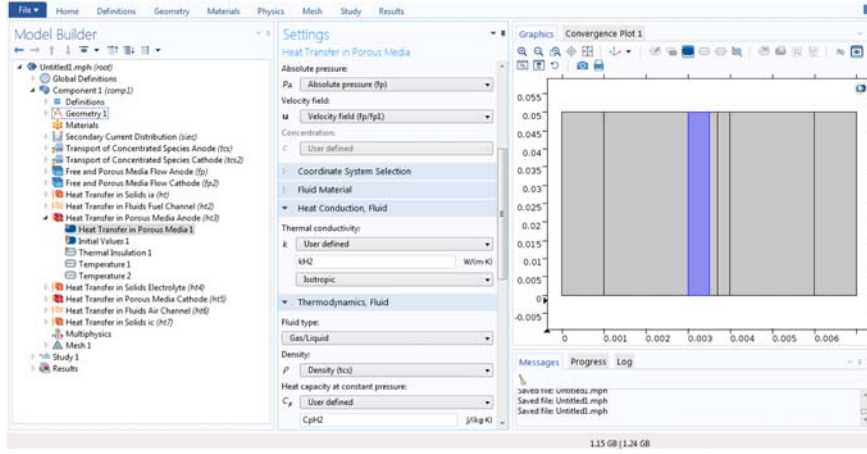 File Home Definitions Geometry Materials Physics Mesh Study Results
Model Builder
Untitled1.mph (root)
Global Definitions
Component 1 (comp1)
Definitions
Geometry 1
Materials
Secondary Current Distribution (siec)
Transport of Concentrated Species Anode (tcs)
Transport of Concentrated Species Cathode (tcs2)
Free and Porous Media Flow Anode (fp)
Free and Porous Media Flow Cathode (fp2)
Heat Transfer in Solids ia (ht)
Heat Transfer in Fluids Fuel Channel (ht2)
Heat Transfer in Porous Media Anode (ht3)
Heat Transfer in Porous Media 1
Initial Values 1
Thermal Insulation 1
Temperature 1
Temperature 2
Heat Transfer in Solids Electrolyte (ht4)
Heat Transfer in Porous Media Cathode (ht5)
Heat Transfer in Fluids Air Channel (ht6)
Heat Transfer in Solids ic (ht7)
Multiphysics
Mesh 1
Study 1
Results
Settings
Heat Transfer in Porous Media
Absolute pressure:
PA Absolute pressure (fp)
Velocity field:
u Velocity field (fp/fp1)
Concentration:
c User defined
Coordinate System Selection
Fluid Material
Heat Conduction, Fluid
Thermal conductivity:
k User defined
kH2 W/(m·K)
Isotropic
Thermodynamics, Fluid
Fluid type:
Gas/Liquid
Density:
ρ Density (tcs)
Heat capacity at constant pressure:
Cp User defined
CpH2 J/(kg·K)
Graphics Convergence Plot 1
0.055
0.05
0.045
0.04
0.035
0.03
0.025
0.02
0.015
0.01
0.005
0
-0.005
0 0.001 0.002 0.003 0.004 0.005 0.006
Messages Progress Log
Saved file: Untitled1.mph
Saved file: Untitled1.mph
Saved file: Untitled1.mph
1.15 GB | 1.24 GB